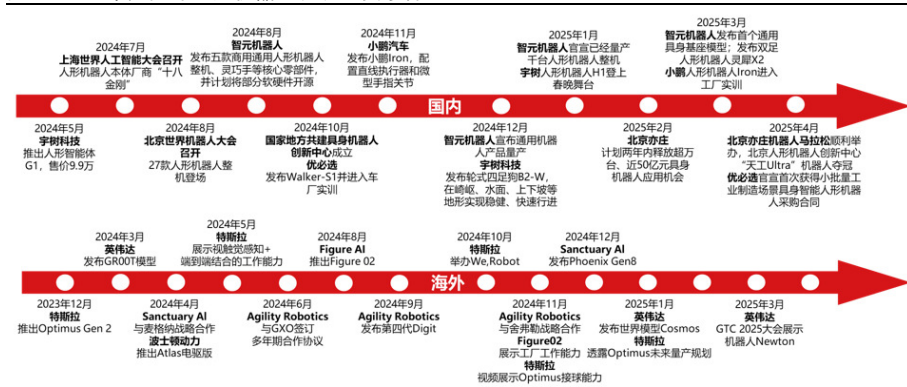 2024年7月
上海世界人工智能大会召开
人形机器人本体厂商“十八
金刚”
2024年8月
智元机器人
发布五款商用通用人形机器人
整机、灵巧手等核心零部件,
并计划将部分软硬件开源
2024年11月
小鹏汽车
发布小鹏Iron，配
置直线执行器和微
型手指关节
2025年1月
智元机器人官宣已经量产
千台人形机器人整机
宇树人形机器人H1登上
春晚舞台
2025年3月
智元机器人发布首个通用
具身基座模型；发布双足
人形机器人灵犀X2
小鹏人形机器人Iron进入
工厂实训
国内
2024年5月
宇树科技
推出人形智能体
G1，售价9.9万
2024年8月
北京世界机器人大会
召开
27款人形机器人整
机登场
2024年10月
国家地方共建具身机器人
创新中心成立
优必选
发布Walker-S1并进入车
厂实训
2024年12月
智元机器人宣布通用机器
人产品量产
宇树科技
发布轮式四足狗B2-W，
在崎岖、水面、上下坡等
地形实现稳健、快速行进
2025年2月
北京亦庄
计划两年内释放超万
台、近50亿元具身
机器人应用机会
2025年4月
北京亦庄机器人马拉松顺利举
办，北京人形机器人创新中心
“天工Ultra”机器人夺冠
优必选官宣首次获得小批量工
业制造场景具身智能人形机器
人采购合同
2024年3月
英伟达
发布GR00T模型
2024年5月
特斯拉
展示视触觉感知+
端到端结合的工作能力
2024年8月
Figure AI
推出Figure 02
2024年10月
特斯拉
举办We,Robot
2024年12月
Sanctuary AI
发布Phoenix Gen8
海外
2023年12月
特斯拉
推出Optimus Gen 2
2024年4月
Sanctuary AI
与麦格纳战略合作
波士顿动力
推出Atlas电驱版
2024年6月
Agility Robotics
与GXO签订
多年期合作协议
2024年9月
Agility Robotics
发布第四代Digit
2024年11月
Agility Robotics
与舍弗勒战略合作
Figure02
展示工厂工作能力
特斯拉
视频展示Optimus接球能力
2025年1月
英伟达
发布世界模型Cosmos
特斯拉
透露Optimus未来量产规划
2025年3月
英伟达
GTC 2025大会展示
机器人Newton